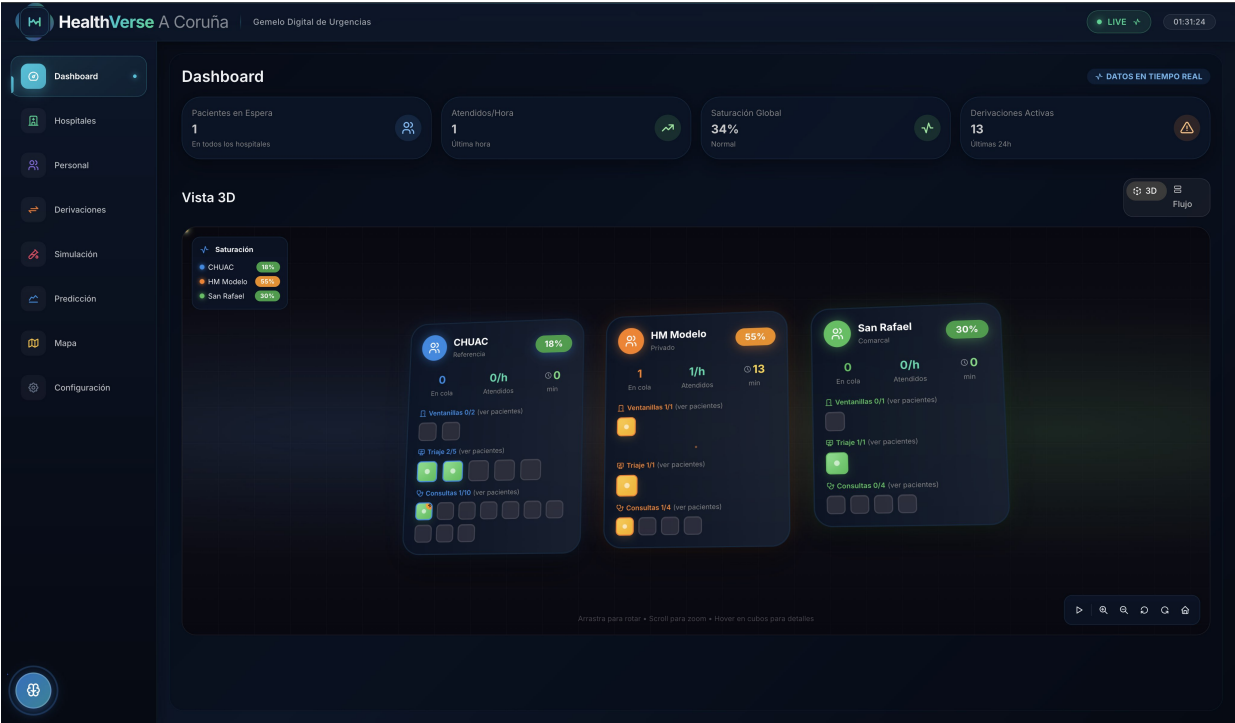 HealthVerse A Coruña
Gemelo Digital de Urgencias
LIVE
01:31:24
Dashboard
Hospitales
Personal
Derivaciones
Simulación
Predicción
Mapa
Configuración
Dashboard
DATOS EN TIEMPO REAL
Pacientes en Espera
1
En todos los hospitales
Atendidos/Hora
1
Última hora
Saturación Global
34%
Normal
Derivaciones Activas
13
Últimas 24h
Vista 3D
3D
Flujo
Saturación
CHUAC 18%
HM Modelo 55%
San Rafael 30%
CHUAC
Referencia
18%
0 0/h 0
En cola Atendidos min
Ventanillas 0/2 (ver pacientes)
Triaje 2/5 (ver pacientes)
Consultas 1/10 (ver pacientes)
HM Modelo
Privado
55%
1 1/h 13
En cola Atendidos min
Ventanillas 1/1 (ver pacientes)
Triaje 1/1 (ver pacientes)
Consultas 1/4 (ver pacientes)
San Rafael
Comarcal
30%
0 0/h 0
En cola Atendidos min
Ventanillas 0/1 (ver pacientes)
Triaje 1/1 (ver pacientes)
Consultas 0/4 (ver pacientes)
Arrastra para rotar • Scroll para zoom • Hover en cubos para detalles